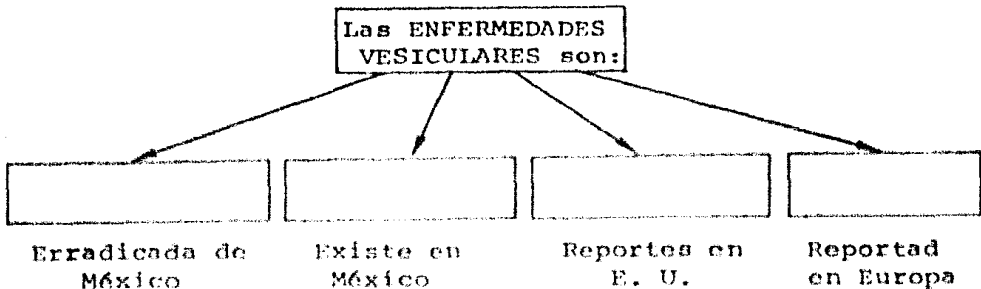 Las ENFERMEDADES
VESICULARES son:
Erradicada de
México
Existe en
México
Reportes en
E. U.
Reportad
en Europa